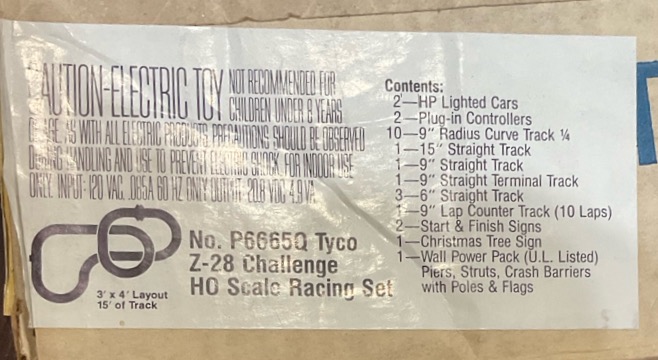 CAUTION-ELECTRIC TOY NOT RECOMMENDED FOR
CHILDREN UNDER 8 YEARS
OF AGE. AS WITH ALL ELECTRIC PRODUCTS, PRECAUTIONS SHOULD BE OBSERVED
DURING HANDLING AND USE TO PREVENT ELECTRIC SHOCK. FOR INDOOR USE
ONLY. INPUT: 120 VAC. .085A 60 HZ ONLY OUTPUT: 20.8 VDC 4.9 VA
3' x 4' Layout
15' of Track
No. P6665Q Tyco
Z-28 Challenge
HO Scale Racing Set
Contents:
2—HP Lighted Cars
2—Plug-in Controllers
10—9" Radius Curve Track ¼
1—15" Straight Track
1—9" Straight Track
1—9" Straight Terminal Track
3—6" Straight Track
1—9" Lap Counter Track (10 Laps)
2—Start & Finish Signs
1—Christmas Tree Sign
1—Wall Power Pack (U.L. Listed)
Piers, Struts, Crash Barriers
with Poles & Flags